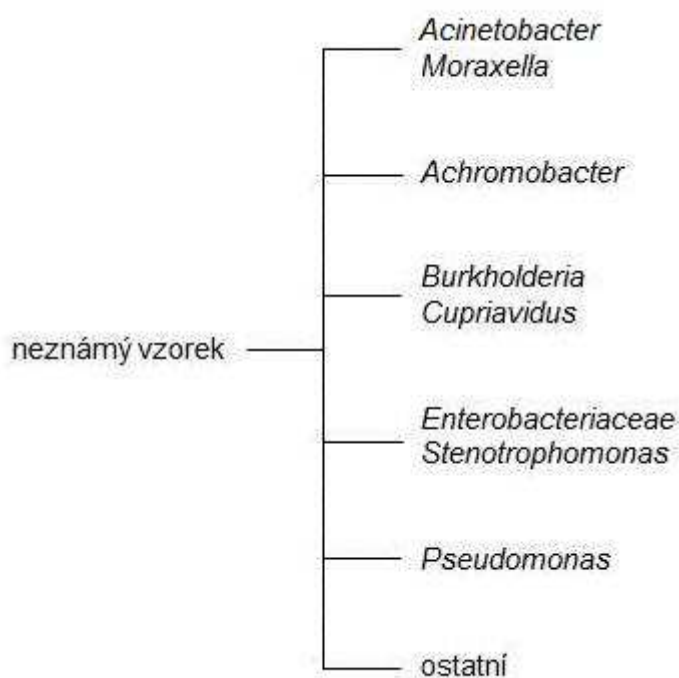 Acinetobacter
Moraxella
Achromobacter
Burkholderia
Cupriavidus
neznámý vzorek
Enterobacteriaceae
Stenotrophomonas
Pseudomonas
ostatní